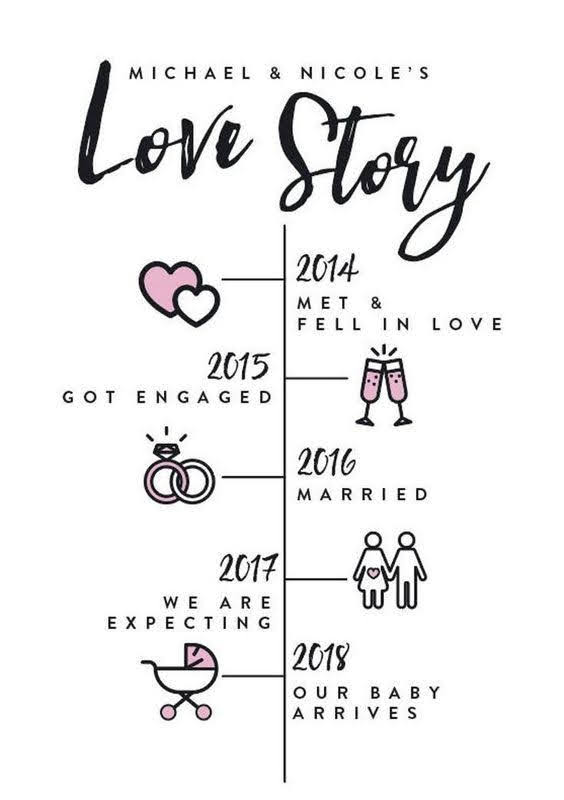 MICHAEL & NICOLE'S
Love Story
2014
MET &
FELL IN LOVE
2015
GOT ENGAGED
2016
MARRIED
2017
WE ARE
EXPECTING
2018
OUR BABY
ARRIVES